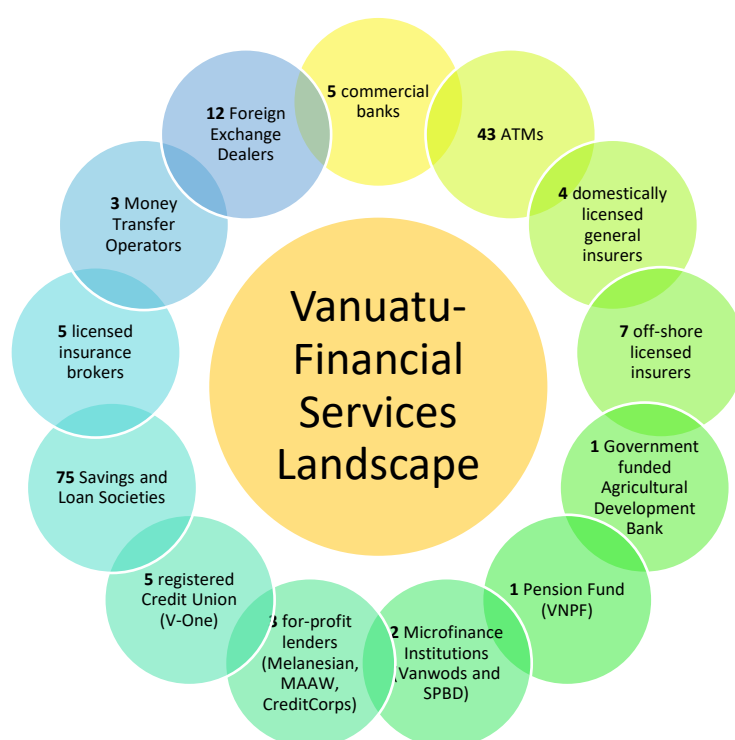 Vanuatu-
Financial
Services
Landscape
5 commercial
banks
43 ATMs
4 domestically
licensed
general
insurers
7 off-shore
licensed
insurers
1 Government
funded
Agricultural
Development
Bank
1 Pension Fund
(VNPF)
2 Microfinance
Institutions
(Vanwods and
SPBD)
3 for-profit
lenders
(Melanesian,
MAAW,
CreditCorps)
5 registered
Credit Union
(V-One)
75 Savings and
Loan Societies
5 licensed
insurance
brokers
3 Money
Transfer
Operators
12 Foreign
Exchange
Dealers